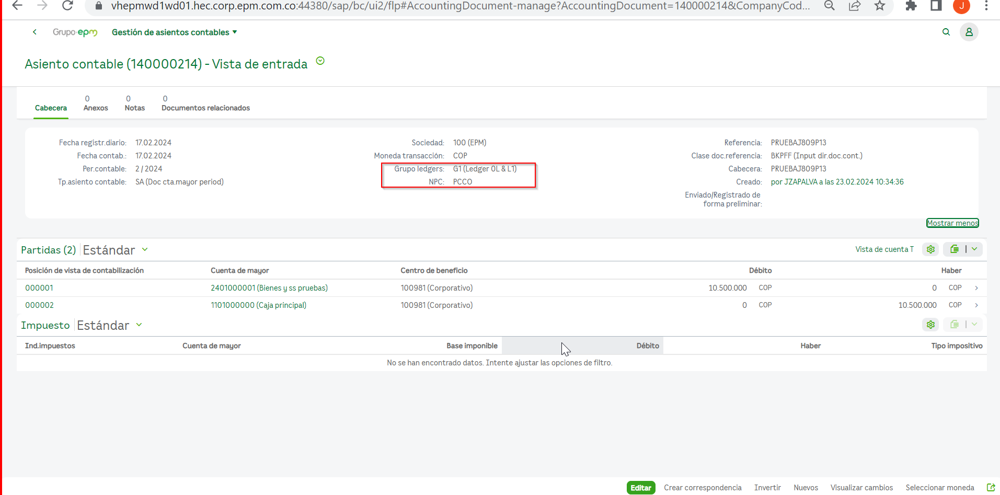 vhepmwd1wd01.hec.corp.epm.com.co:44380/sap/bc/ui2/flp#AccountingDocument-manage?AccountingDocument=140000214&CompanyCod...
J
Grupo·epm Gestión de asientos contables
Asiento contable (140000214) - Vista de entrada
0 0 0
Cabecera Anexos Notas Documentos relacionados
Fecha registr.diario: 17.02.2024 Sociedad: 100 (EPM) Referencia: PRUEBAJ809P13
Fecha contab.: 17.02.2024 Moneda transacción: COP Clase doc.referencia: BKPFF (Input dir.doc.cont.)
Per.contable: 2 / 2024 Grupo ledgers: G1 (Ledger 0L & L1) Cabecera: PRUEBAJ809P13
Tp.asiento contable: SA (Doc cta.mayor period) NPC: PCCO Creado: por JZAPALVA a las 23.02.2024 10:34:36
Enviado/Registrado de
forma preliminar:
Mostrar menos
Partidas (2) Estándar Vista de cuenta T
Posición de vista de contabilización Cuenta de mayor Centro de beneficio Débito Haber
000001 2401000001 (Bienes y ss pruebas) 100981 (Corporativo) 10.500.000 COP 0 COP
000002 1101000000 (Caja principal) 100981 (Corporativo) 0 COP 10.500.000 COP
Impuesto Estándar
Ind.impuestos Cuenta de mayor Base imponible Débito Haber Tipo impositivo
No se han encontrado datos. Intente ajustar las opciones de filtro.
Editar Crear correspondencia Invertir Nuevos Visualizar cambios Seleccionar moneda